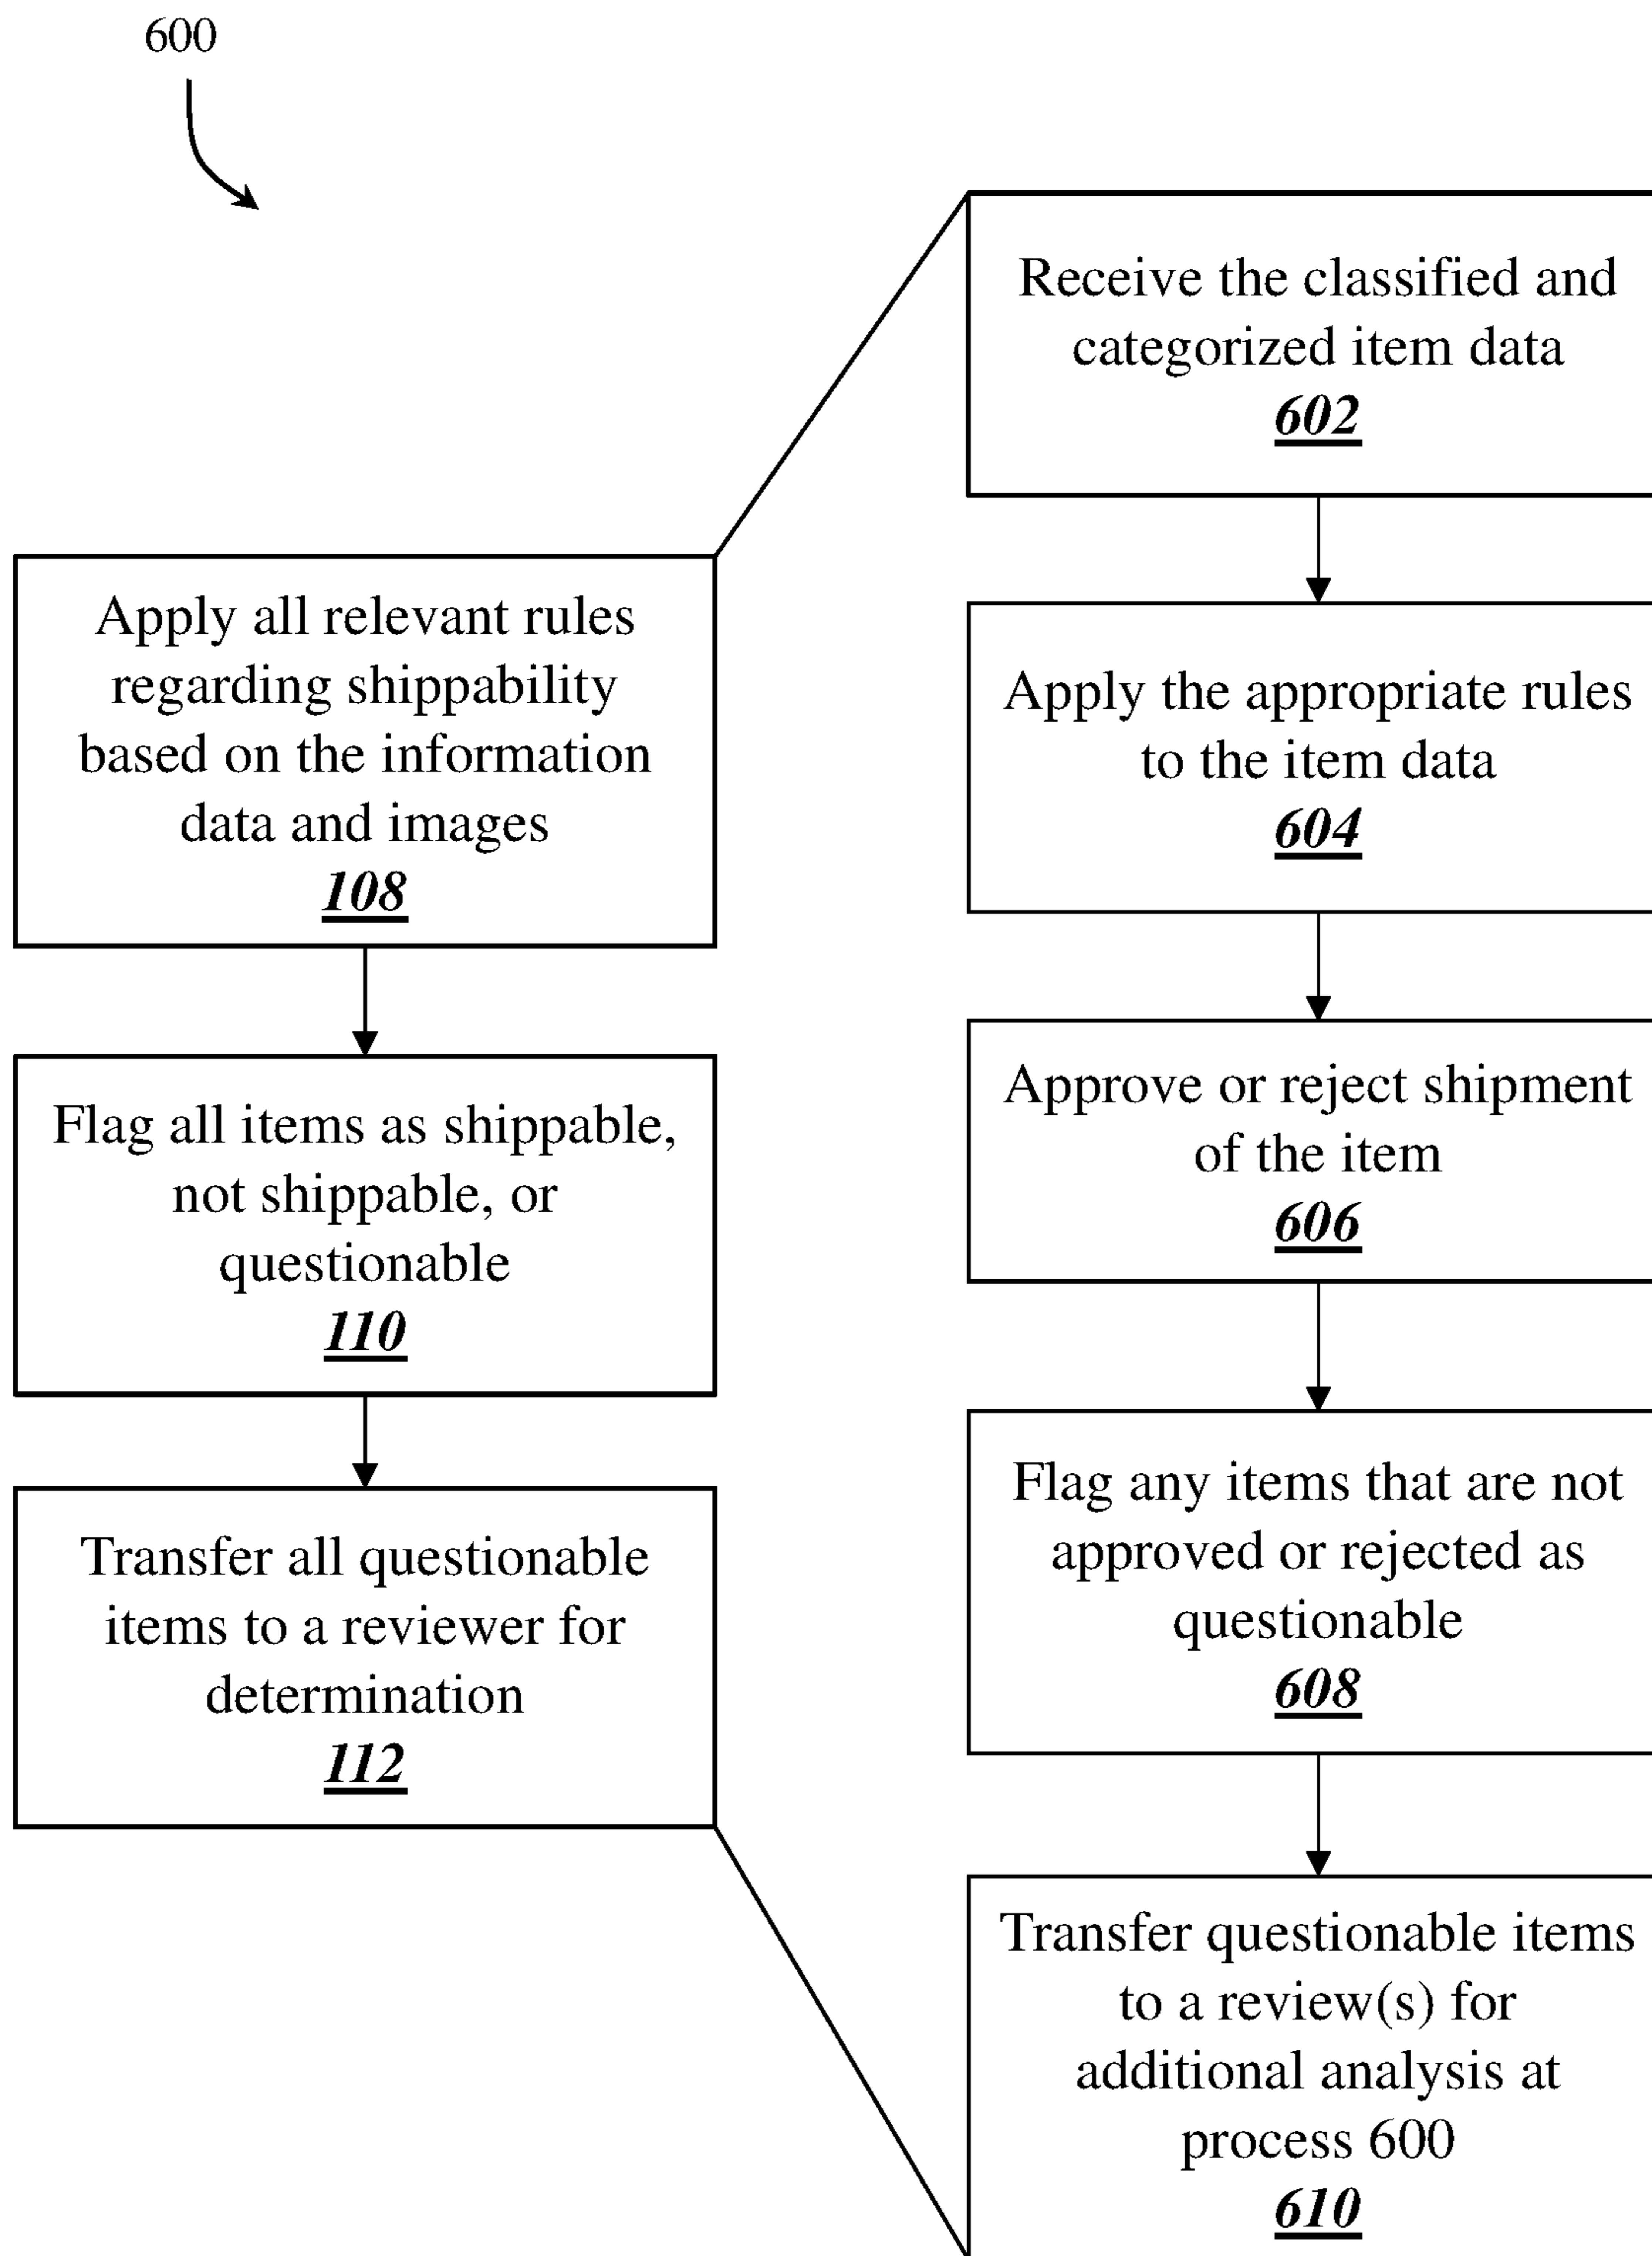 600
Apply all relevant rules
regarding shippability
based on the information
data and images
108
Flag all items as shippable,
not shippable, or
questionable
110
Transfer all questionable
items to a reviewer for
determination
112
Receive the classified and
categorized item data
602
Apply the appropriate rules
to the item data
604
Approve or reject shipment
of the item
606
Flag any items that are not
approved or rejected as
questionable
608
Transfer questionable items
to a review(s) for
additional analysis at
process 600
610